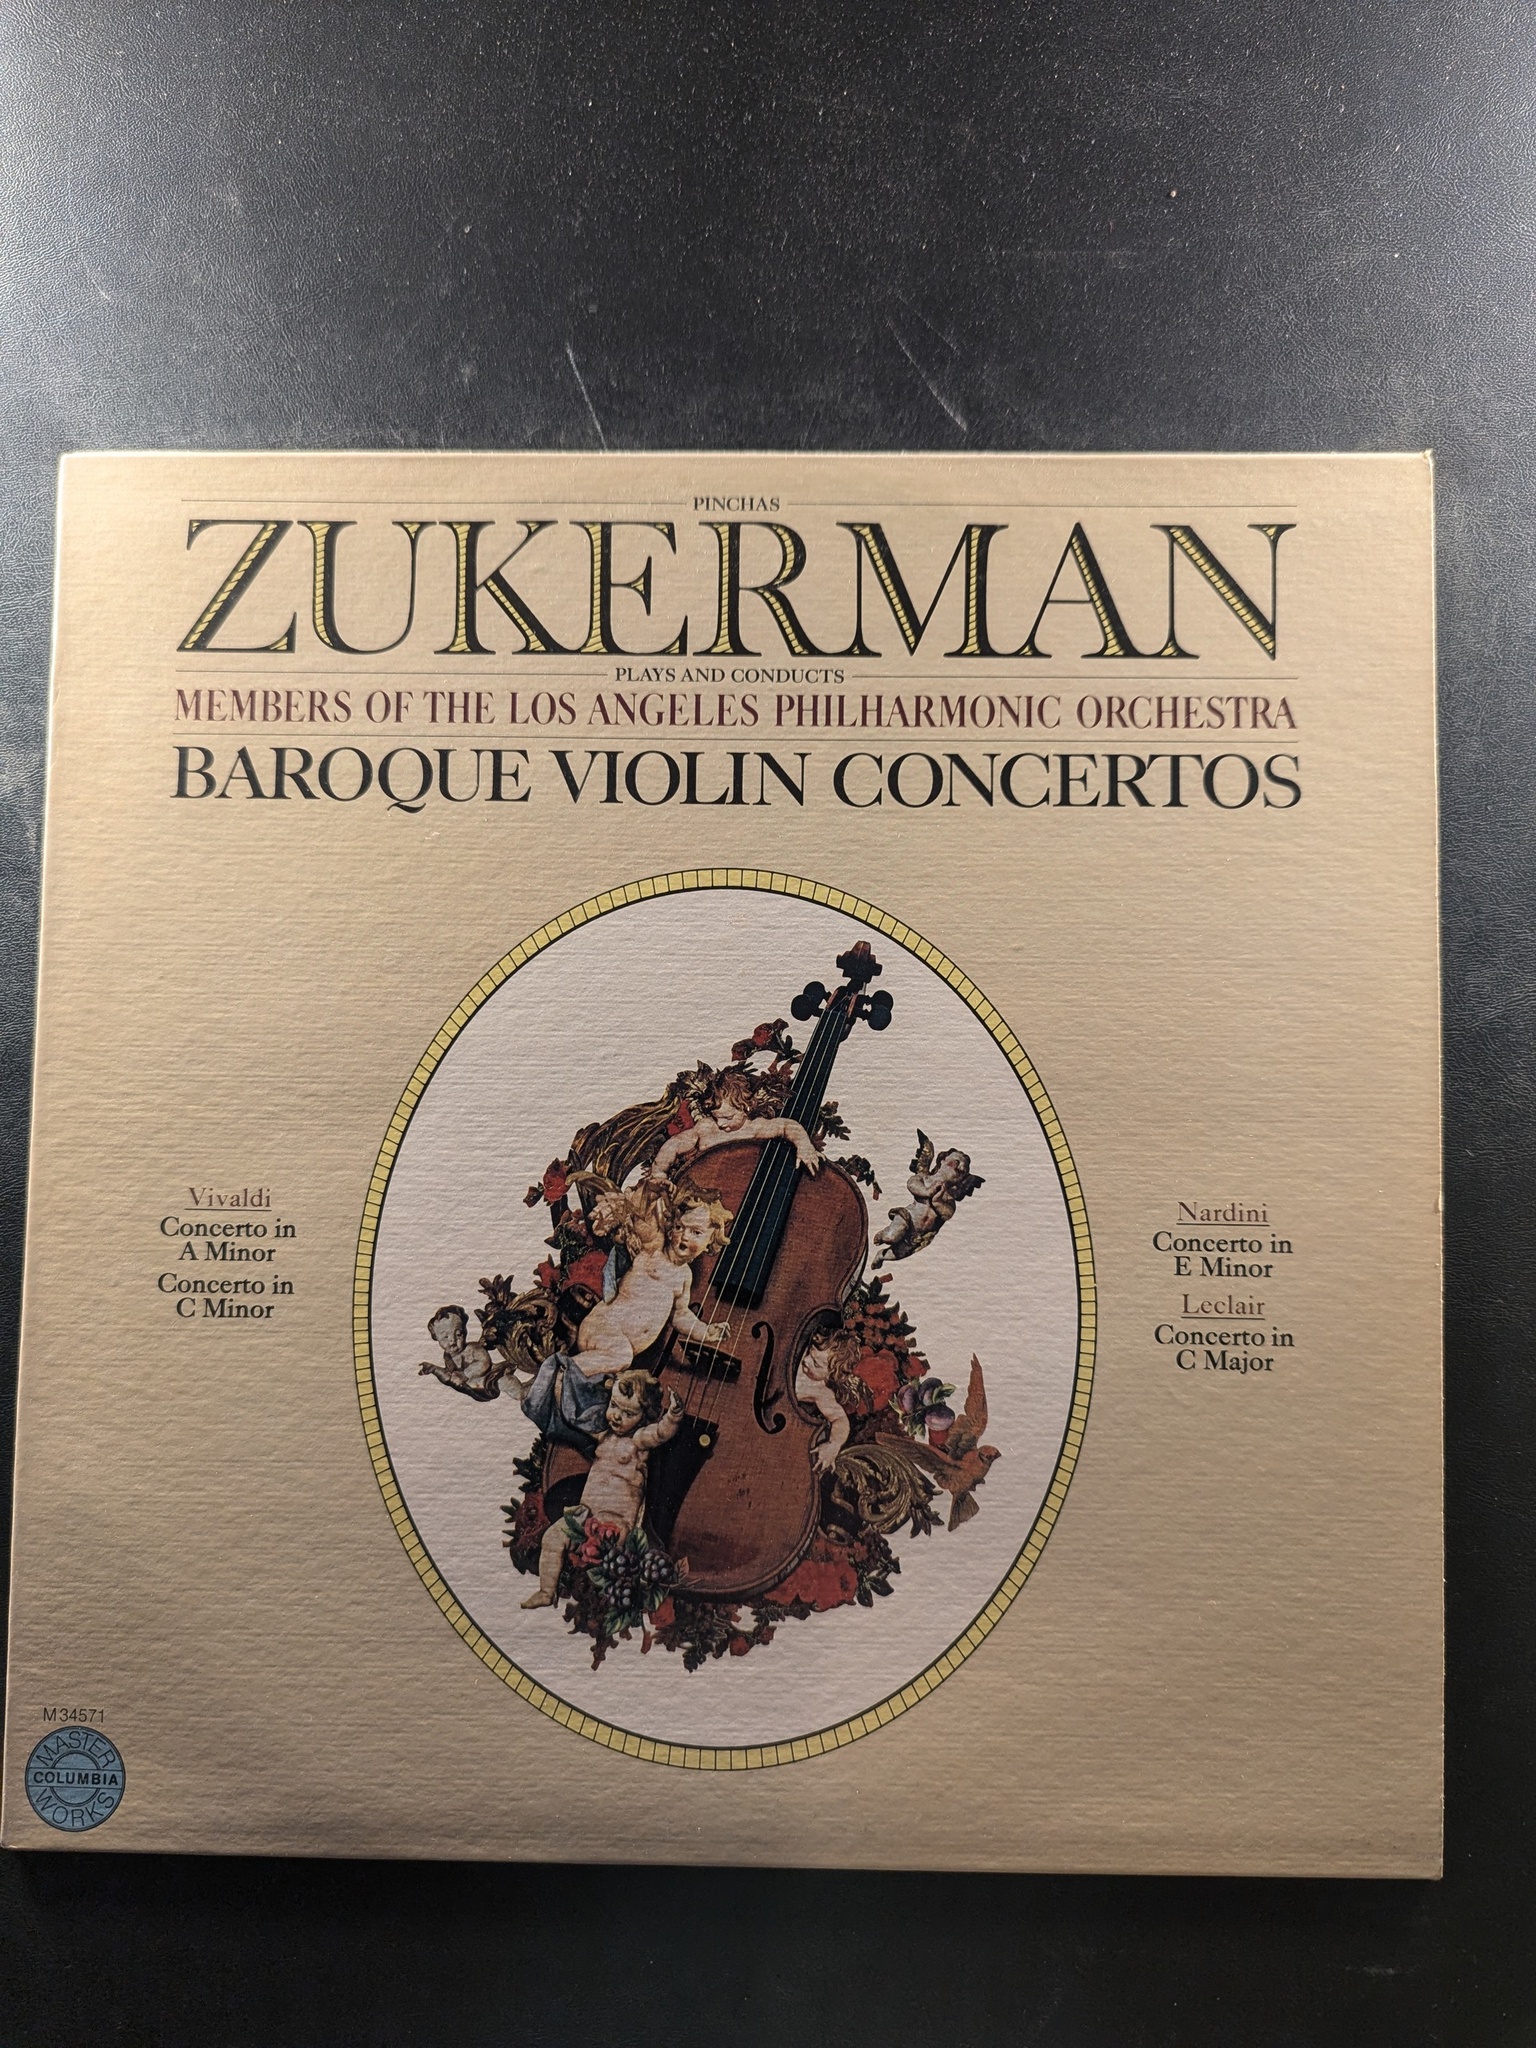 PINCHAS
ZUKERMAN
PLAYS AND CONDUCTS
MEMBERS OF THE LOS ANGELES PHILHARMONIC ORCHESTRA
BAROQUE VIOLIN CONCERTOS
Vivaldi
Concerto in
A Minor
Concerto in
C Minor
Nardini
Concerto in
E Minor
Leclair
Concerto in
C Major
M 34571
MASTER
COLUMBIA
WORKS